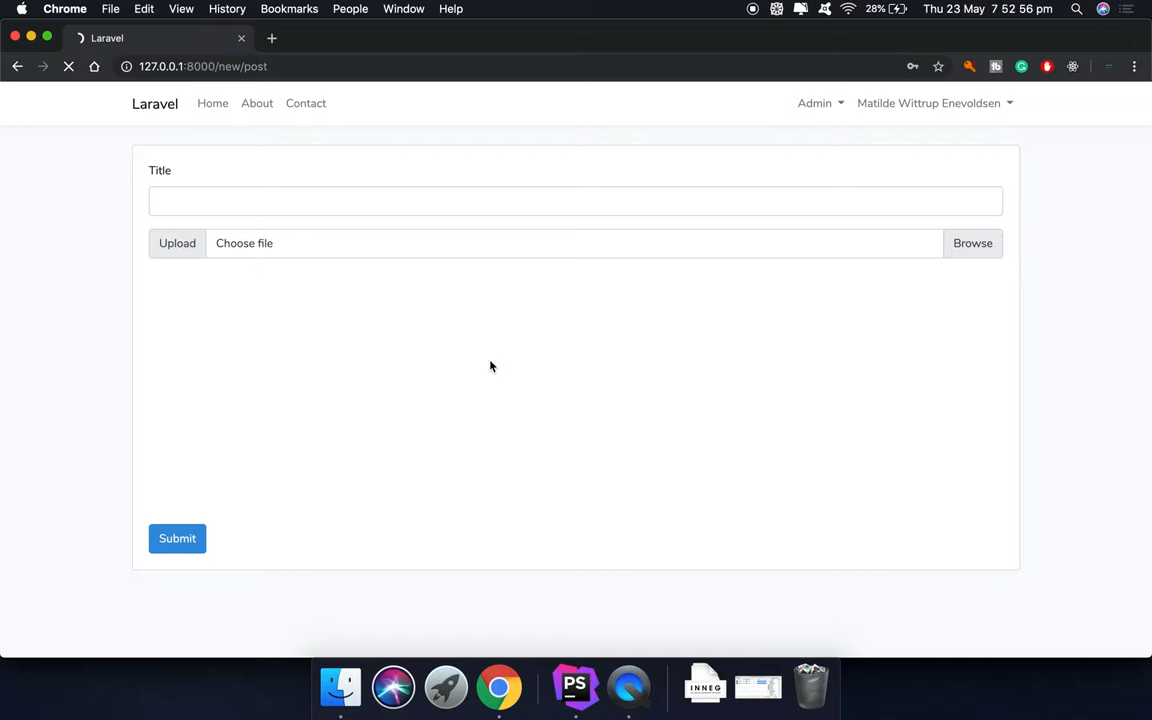 Chrome File Edit View History Bookmarks People Window Help 28% Thu 23 May 7 52 56 pm
Laravel
127.0.0.1:8000/new/post
Laravel Home About Contact Admin Matilde Wittrup Enevoldsen
Title
Upload Choose file Browse
Submit
PS
INNEG